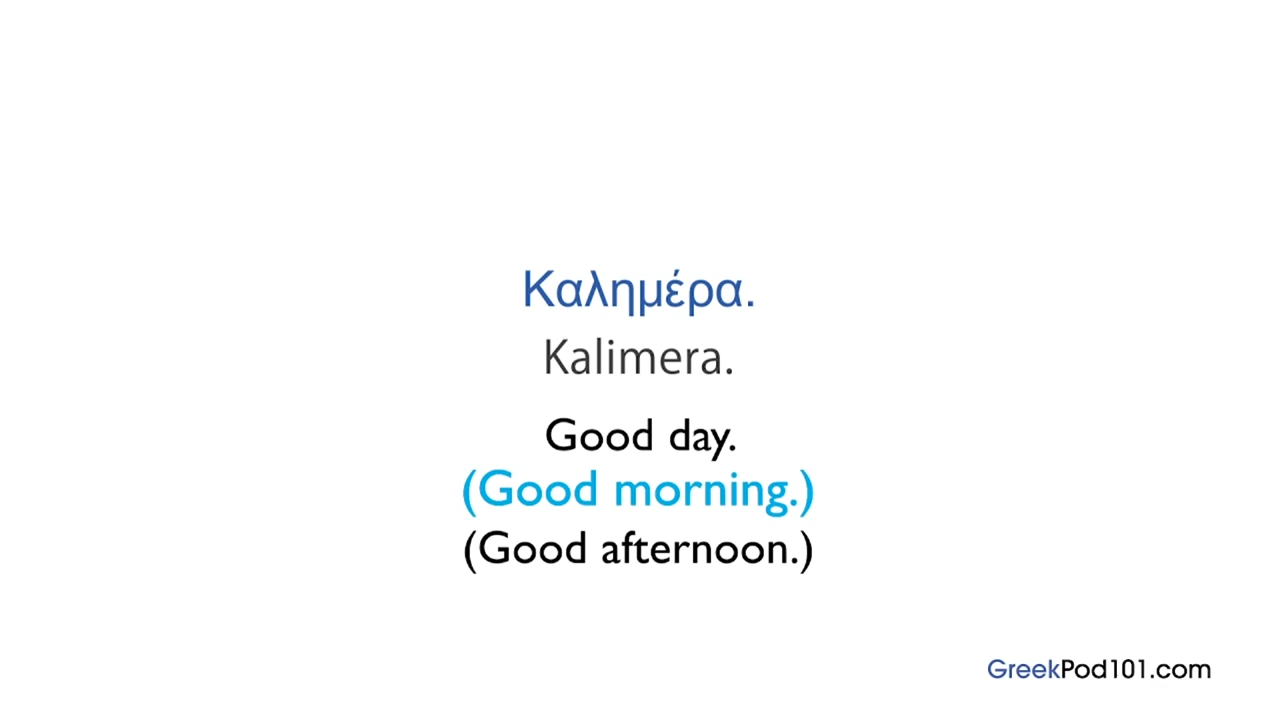 Καλημέρα.
Kalimera.
Good day.
(Good morning.)
(Good afternoon.)
GreekPod101.com